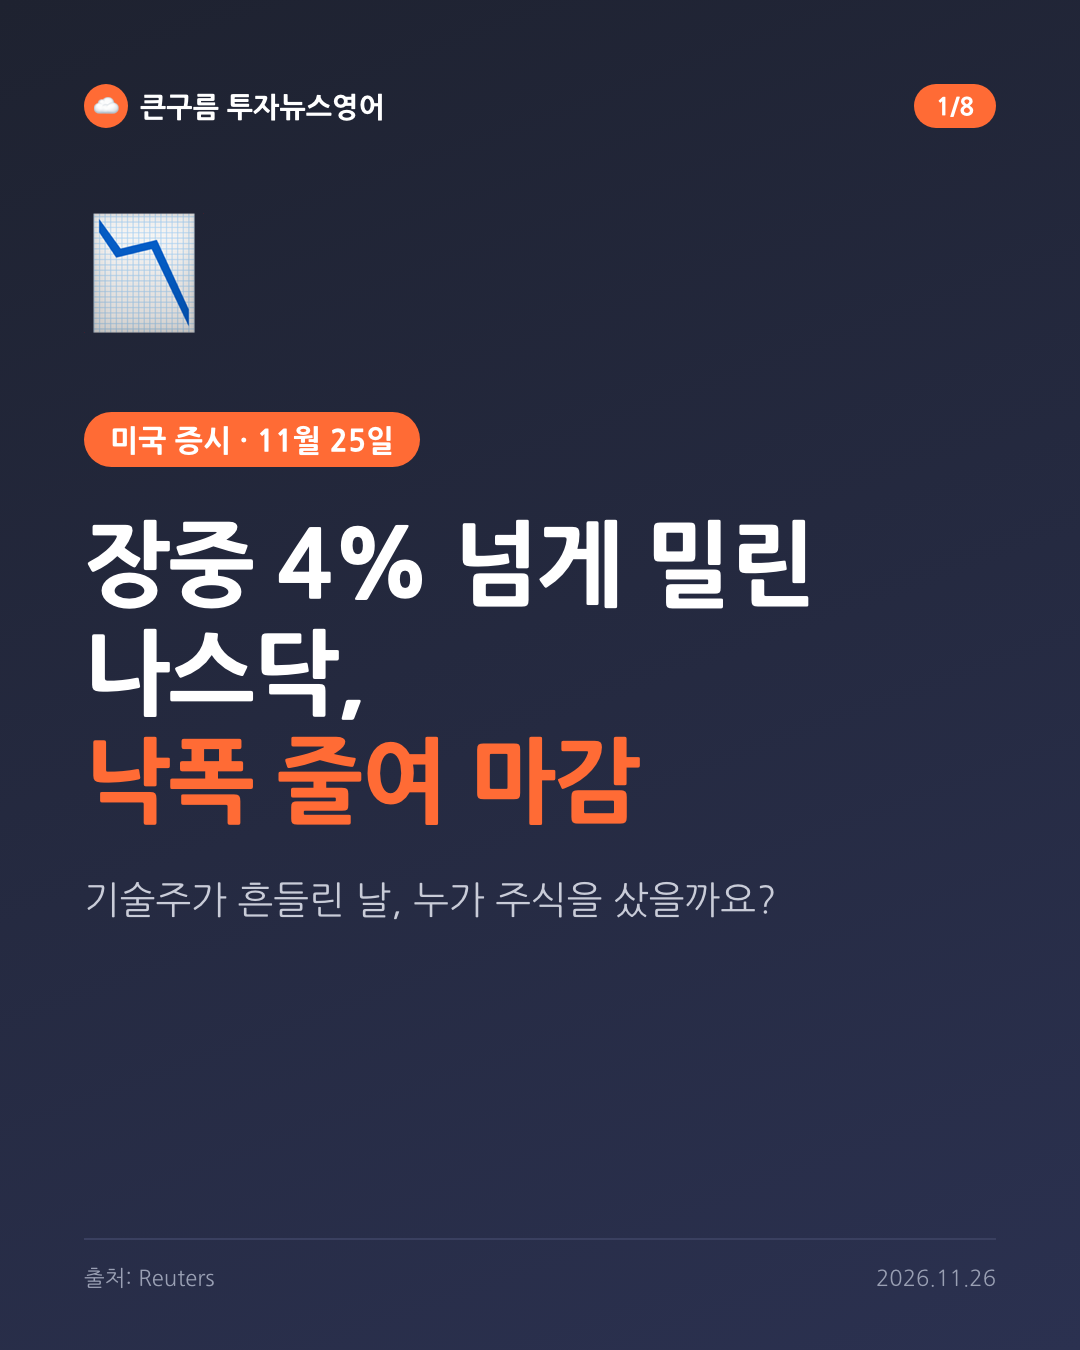 큰구름 투자뉴스영어
1/8
미국 증시 · 11월 25일
장중 4% 넘게 밀린
나스닥,
낙폭 줄여 마감
기술주가 흔들린 날, 누가 주식을 샀을까요?
출처: Reuters
2026.11.26